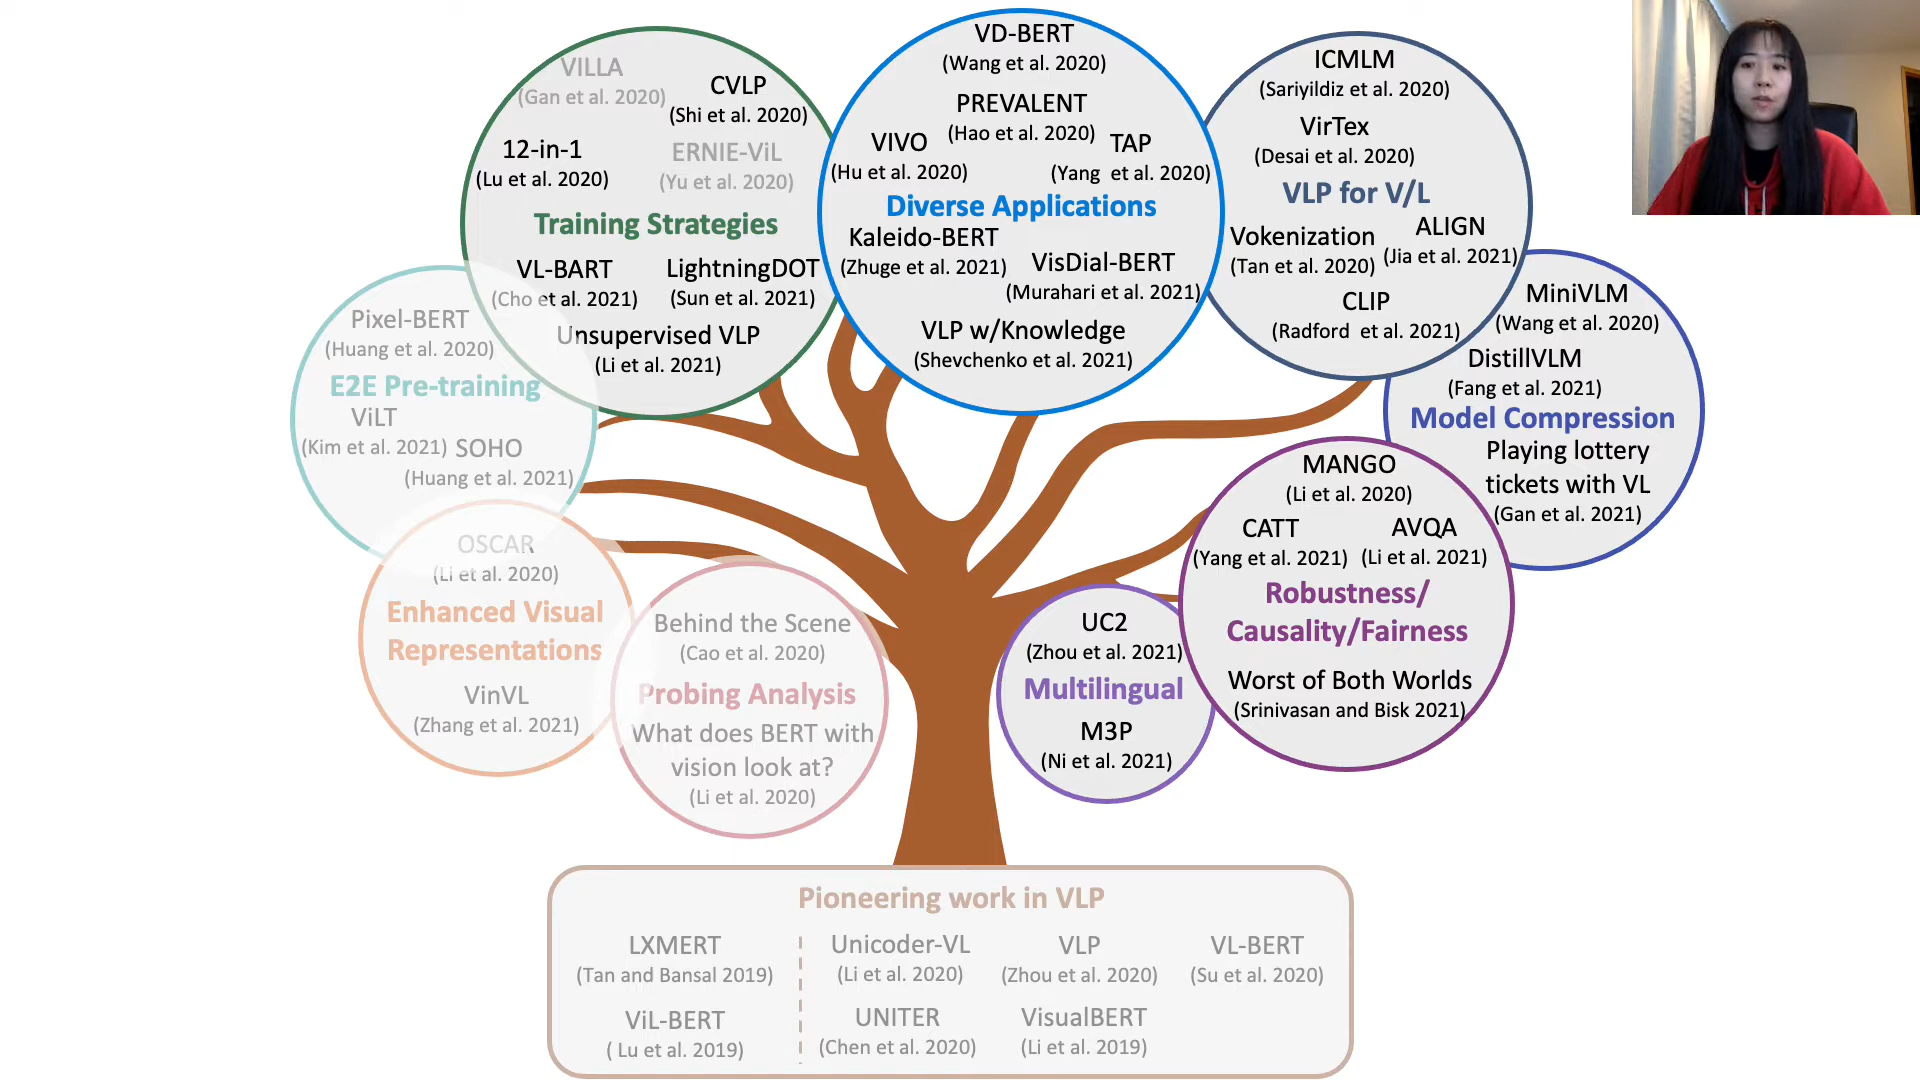 VILLA
(Gan et al. 2020)
CVLP
(Shi et al. 2020)
12-in-1
(Lu et al. 2020)
ERNIE-ViL
(Yu et al. 2020)
Training Strategies
VL-BART
(Cho et al. 2021)
LightningDOT
(Sun et al. 2021)
Unsupervised VLP
(Li et al. 2021)
VD-BERT
(Wang et al. 2020)
PREVALENT
(Hao et al. 2020)
VIVO
(Hu et al. 2020)
TAP
(Yang et al. 2020)
Diverse Applications
Kaleido-BERT
(Zhuge et al. 2021)
VisDial-BERT
(Murahari et al. 2021)
VLP w/Knowledge
(Shevchenko et al. 2021)
ICMLM
(Sariyildiz et al. 2020)
VirTex
(Desai et al. 2020)
VLP for V/L
Vokenization
(Tan et al. 2020)
ALIGN
(Jia et al. 2021)
CLIP
(Radford et al. 2021)
MiniVLM
(Wang et al. 2020)
DistillVLM
(Fang et al. 2021)
Model Compression
Playing lottery
tickets with VL
(Gan et al. 2021)
Pixel-BERT
(Huang et al. 2020)
E2E Pre-training
ViLT
(Kim et al. 2021)
SOHO
(Huang et al. 2021)
OSCAR
(Li et al. 2020)
Enhanced Visual
Representations
VinVL
(Zhang et al. 2021)
Behind the Scene
(Cao et al. 2020)
Probing Analysis
What does BERT with
vision look at?
(Li et al. 2020)
UC2
(Zhou et al. 2021)
Multilingual
M3P
(Ni et al. 2021)
MANGO
(Li et al. 2020)
CATT
(Yang et al. 2021)
AVQA
(Li et al. 2021)
Robustness/
Causality/Fairness
Worst of Both Worlds
(Srinivasan and Bisk 2021)
Pioneering work in VLP
LXMERT
(Tan and Bansal 2019)
ViL-BERT
( Lu et al. 2019)
Unicoder-VL
(Li et al. 2020)
VLP
(Zhou et al. 2020)
VL-BERT
(Su et al. 2020)
UNITER
(Chen et al. 2020)
VisualBERT
(Li et al. 2019)